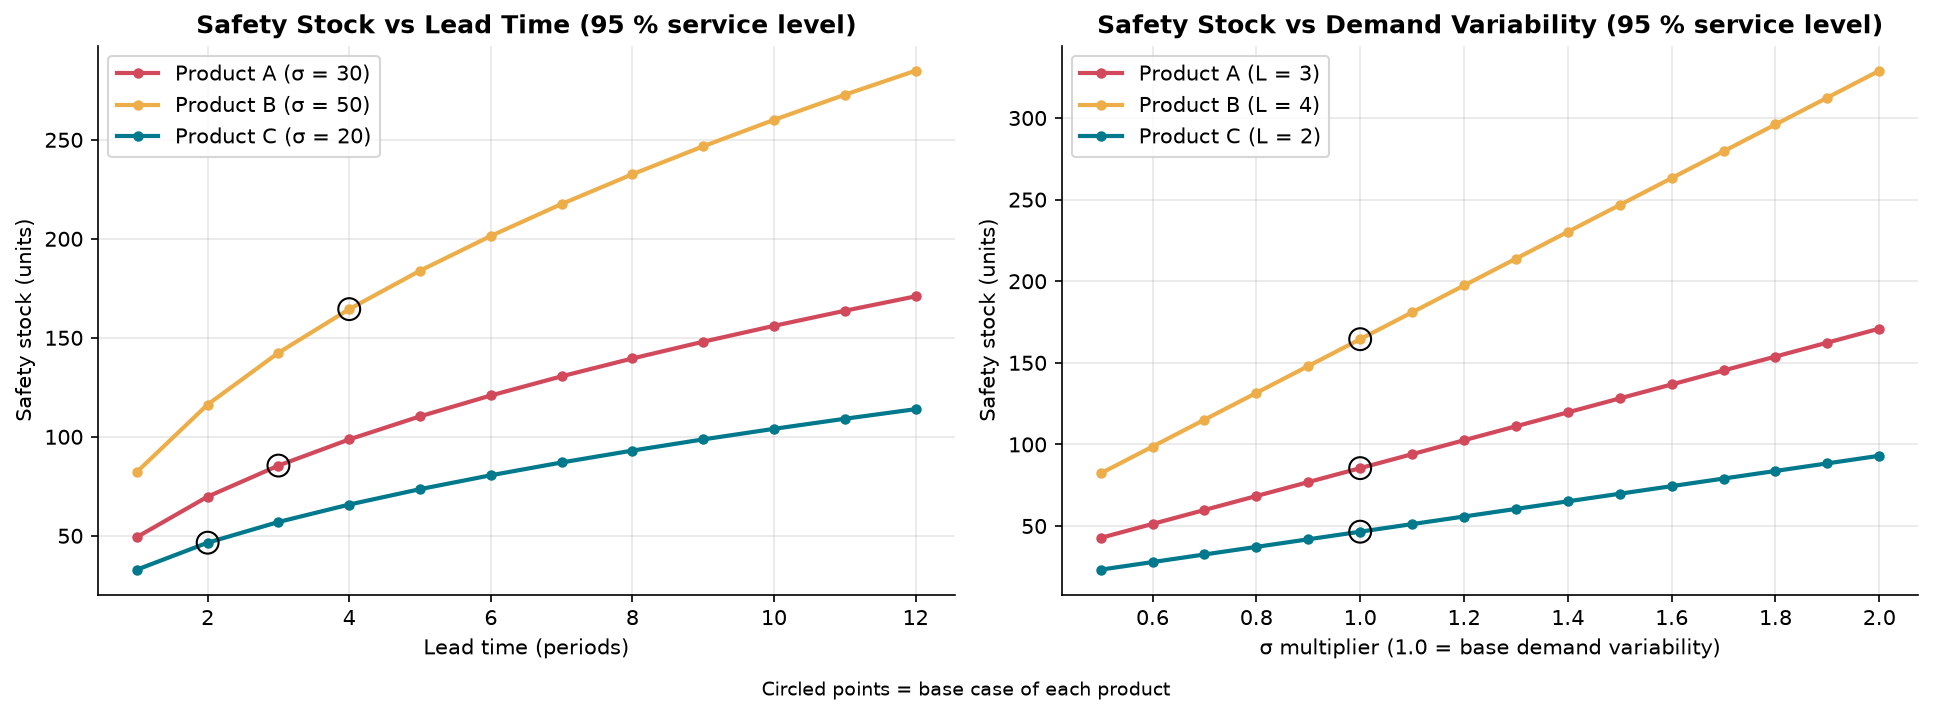 Safety Stock vs Lead Time (95 % service level)
Product A (σ = 30)
Product B (σ = 50)
Product C (σ = 20)
Safety stock (units)
250
200
150
100
50
2 4 6 8 10 12
Lead time (periods)
Safety Stock vs Demand Variability (95 % service level)
Product A (L = 3)
Product B (L = 4)
Product C (L = 2)
Safety stock (units)
300
250
200
150
100
50
0.6 0.8 1.0 1.2 1.4 1.6 1.8 2.0
σ multiplier (1.0 = base demand variability)
Circled points = base case of each product